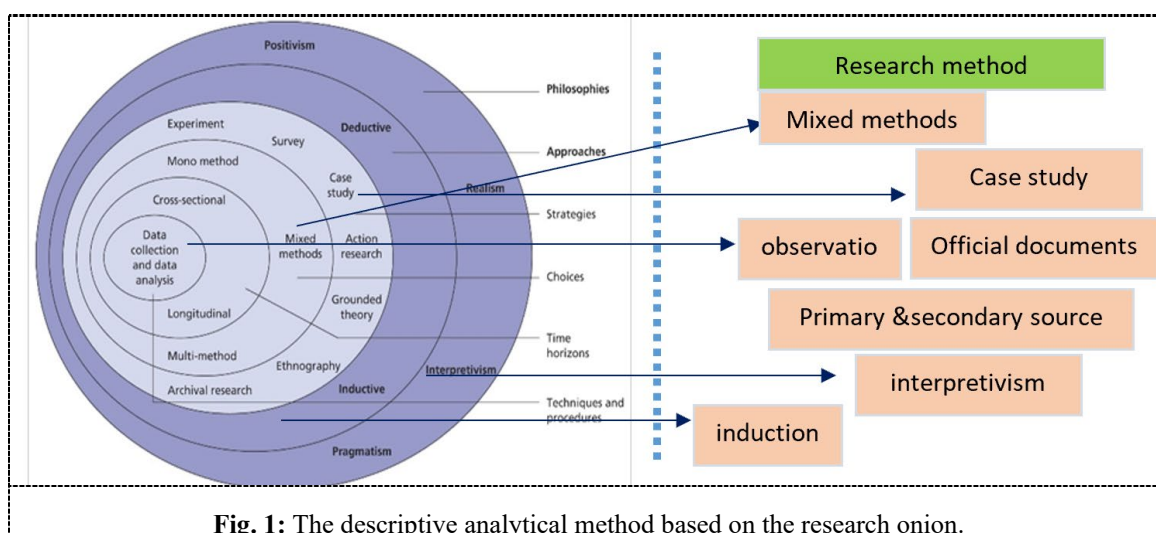 Positivism
Philosophies
Experiment
Deductive
Survey
Approaches
Mono method
Case
study
Realism
Cross-sectional
Strategies
Data
collection
and data
analysis
Mixed
methods
Action
research
Choices
Grounded
theory
Longitudinal
Time
horizons
Multi-method
Ethnography
Interpretivism
Archival research
Inductive
Techniques and
procedures
Pragmatism
Research method
Mixed methods
Case study
observatio
Official documents
Primary &secondary source
interpretivism
induction
Fig. 1: The descriptive analytical method based on the research onion.